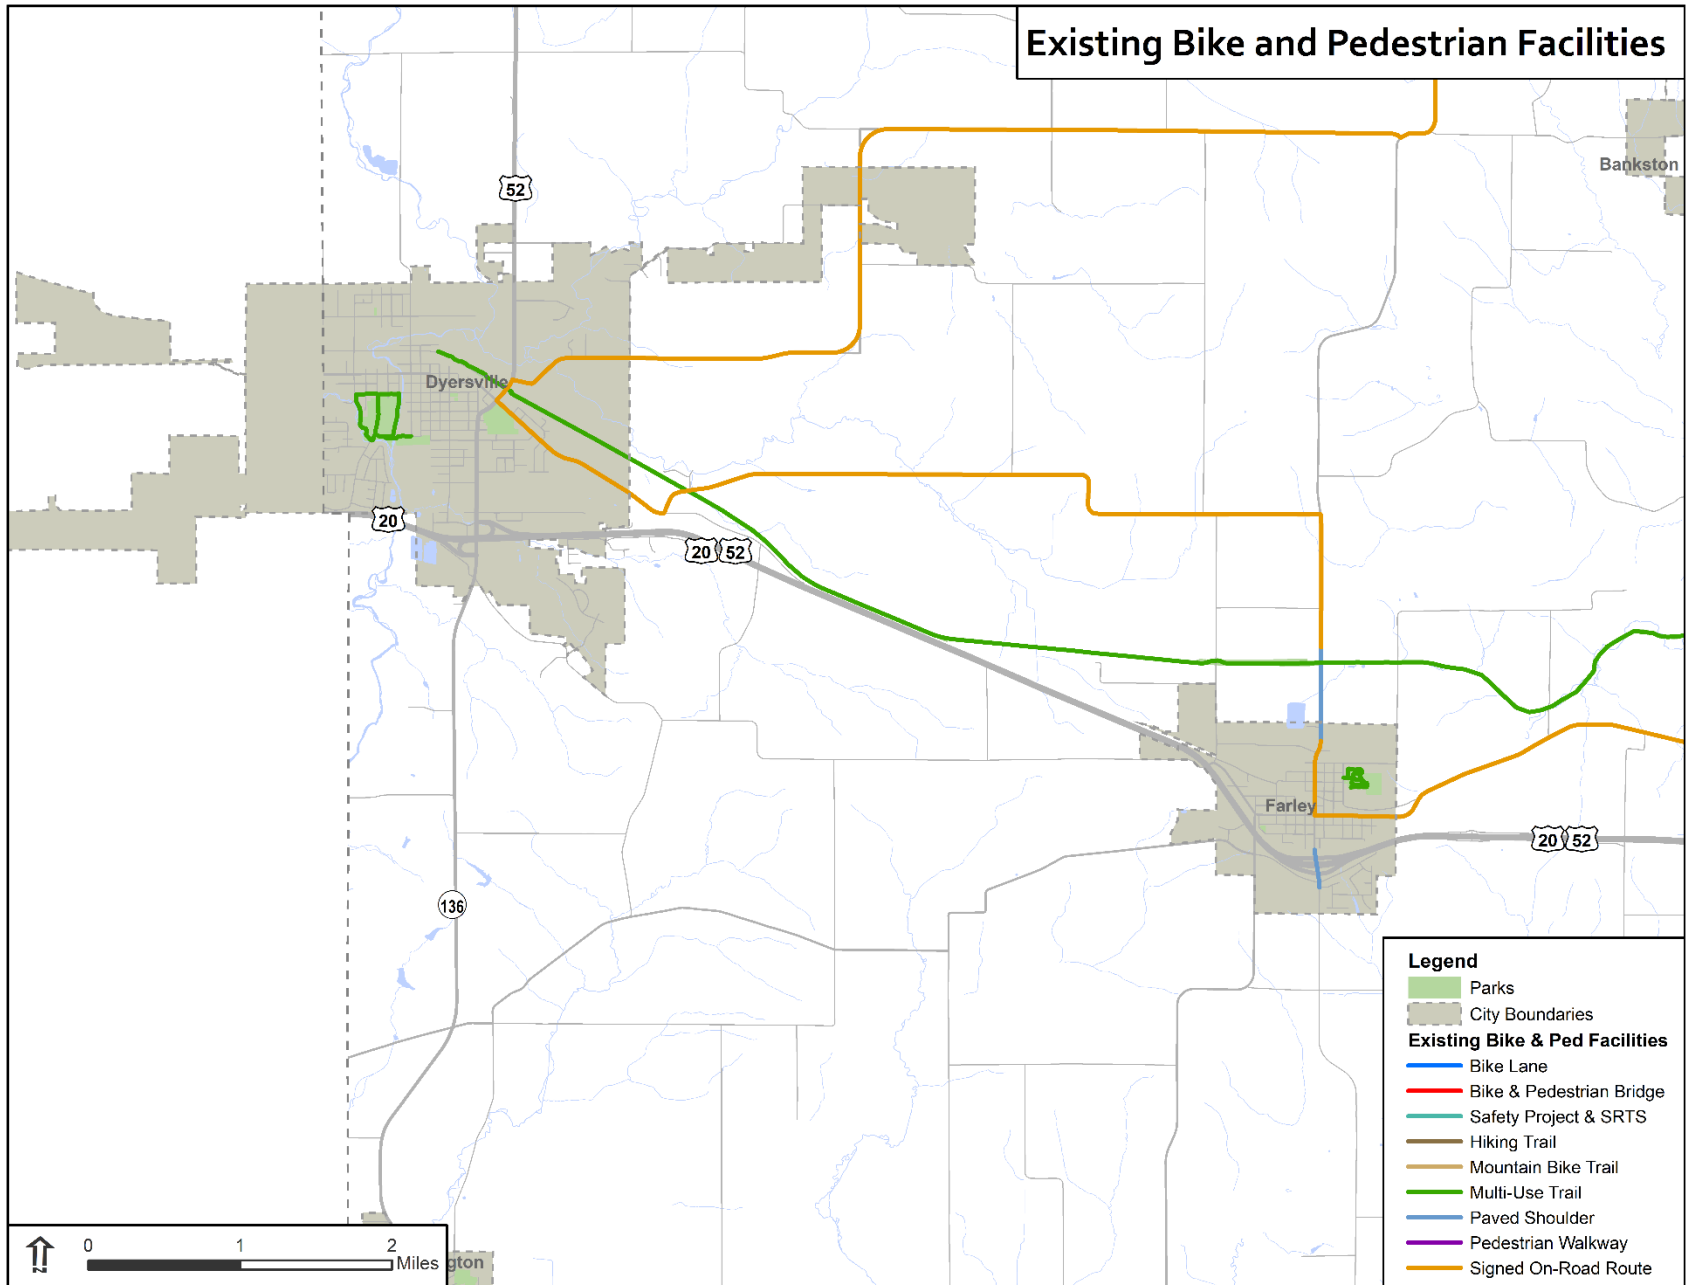 Existing Bike and Pedestrian Facilities
Bankston
52
Dyersville
20
20 52
Farley
20 52
136
Legend
Parks
City Boundaries
Existing Bike & Ped Facilities
Bike Lane
Bike & Pedestrian Bridge
Safety Project & SRTS
Hiking Trail
Mountain Bike Trail
Multi-Use Trail
Paved Shoulder
Pedestrian Walkway
Signed On-Road Route
N
0 1 2
Miles
gton